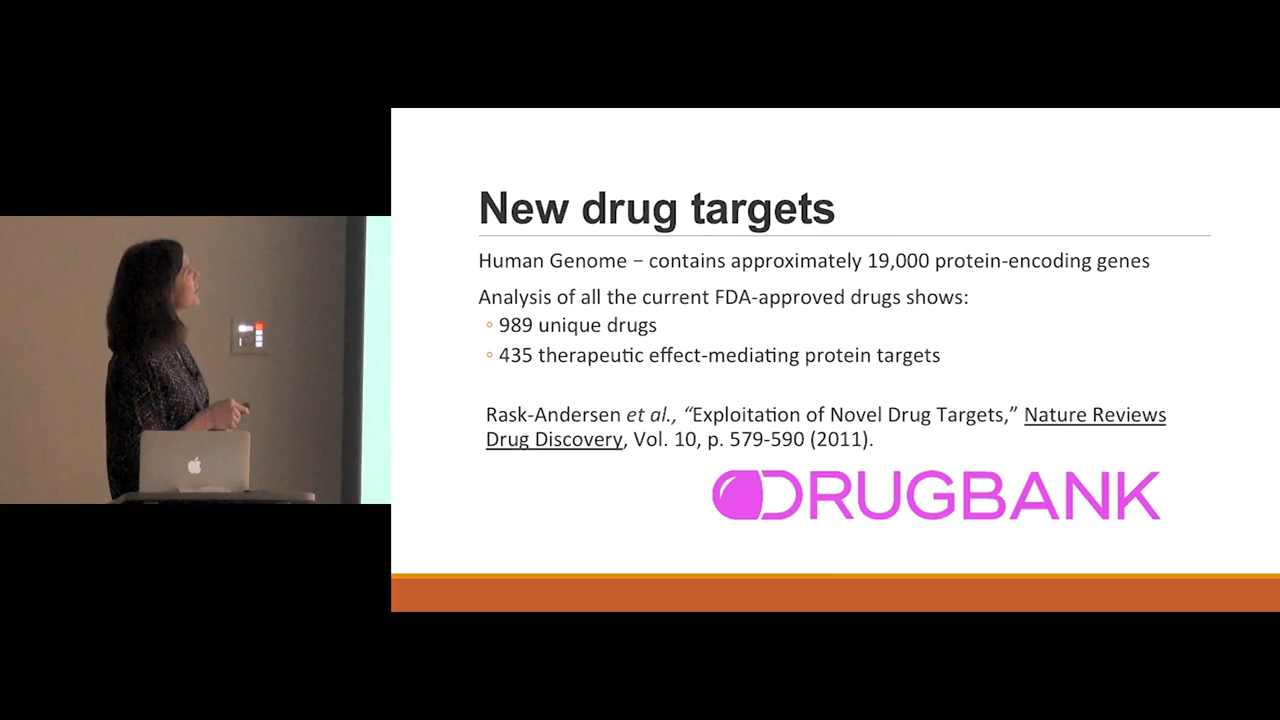 New drug targets
Human Genome – contains approximately 19,000 protein-encoding genes
Analysis of all the current FDA-approved drugs shows:
◦ 989 unique drugs
◦ 435 therapeutic effect-mediating protein targets
Rask-Andersen et al., “Exploitation of Novel Drug Targets,” Nature Reviews
Drug Discovery, Vol. 10, p. 579-590 (2011).
DRUGBANK